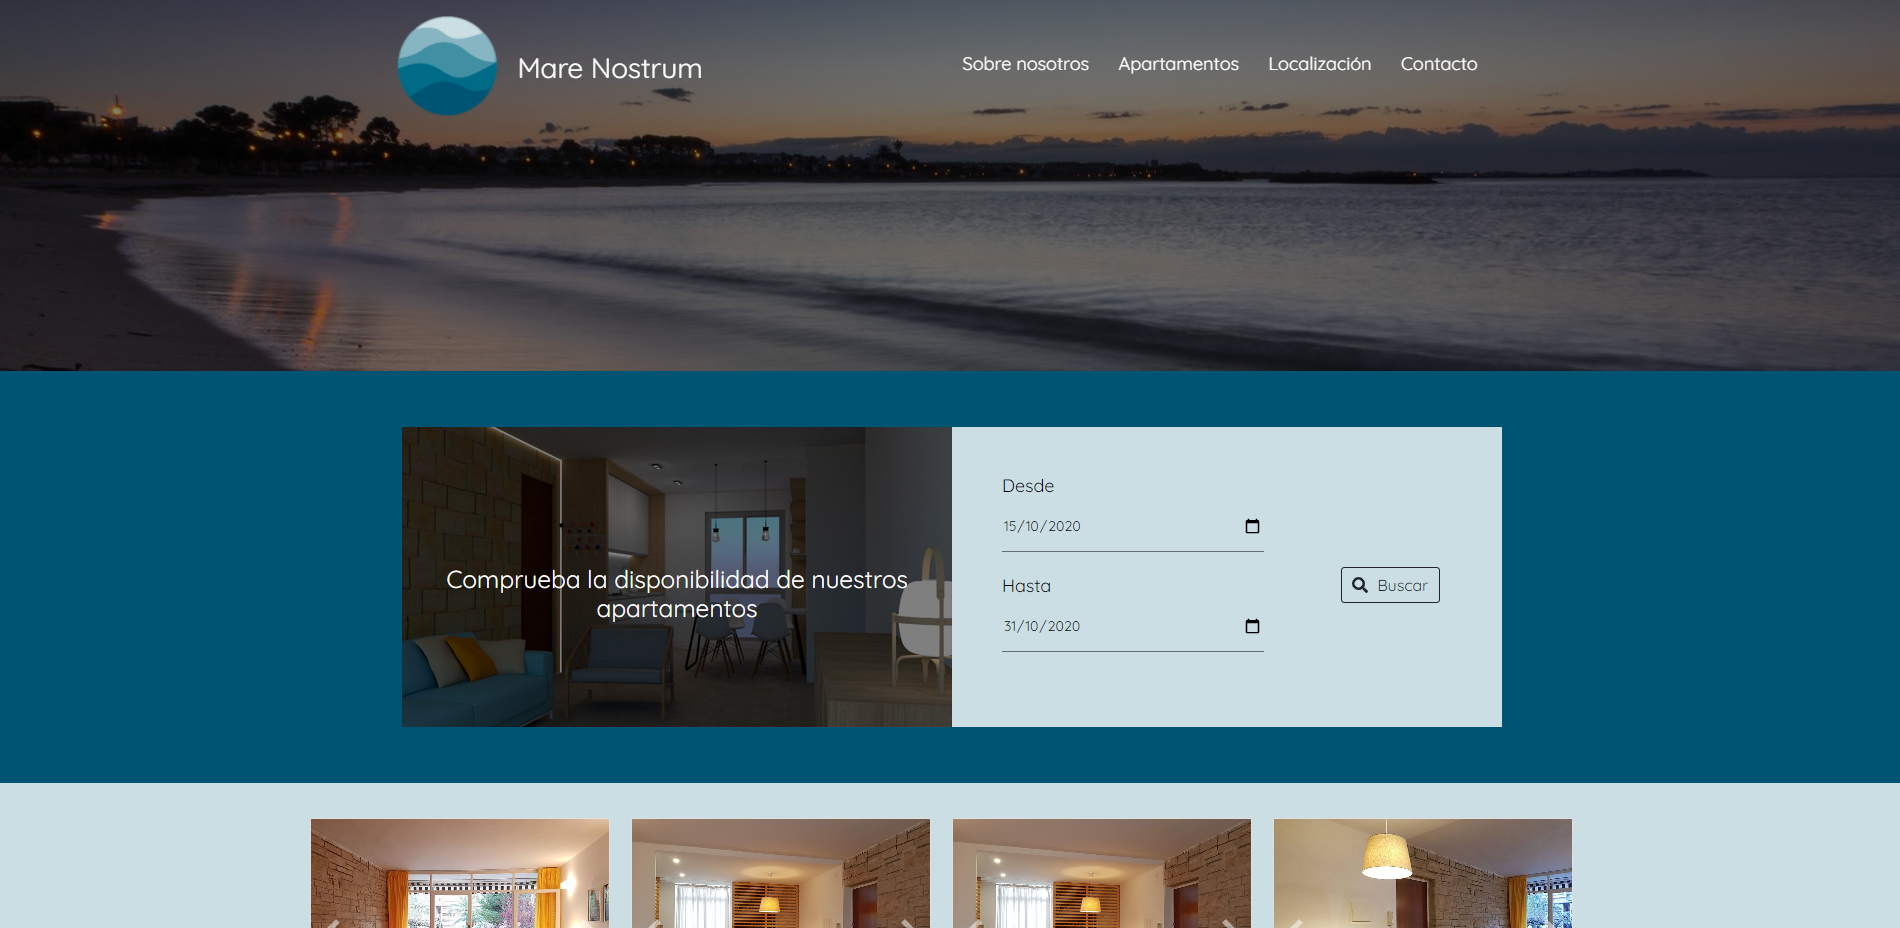 Mare Nostrum
Sobre nosotros Apartamentos Localización Contacto
Comprueba la disponibilidad de nuestros
apartamentos
Desde
15/10/2020
Hasta
31/10/2020
Buscar